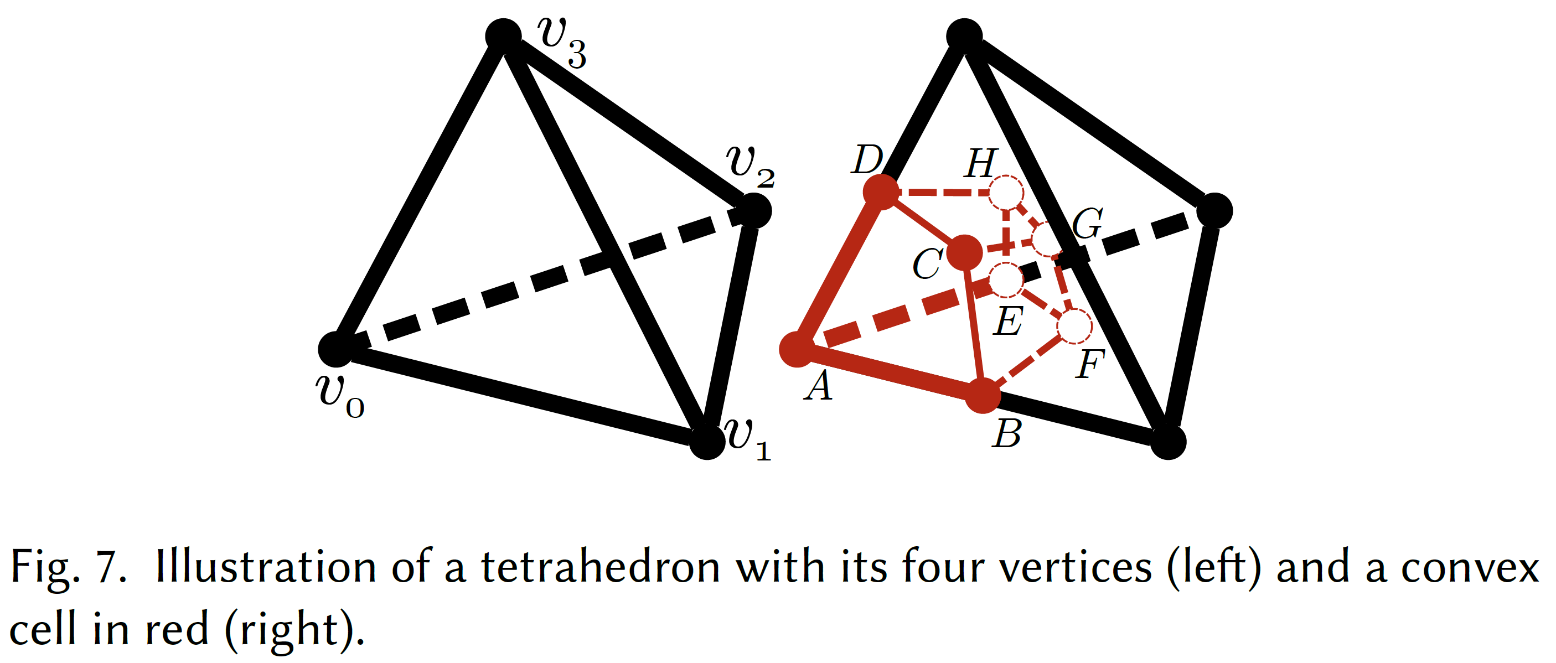 v₃
v₂
v₀
v₁
D
H
G
C
E
F
A
B
Fig. 7. Illustration of a tetrahedron with its four vertices (left) and a convex
cell in red (right).